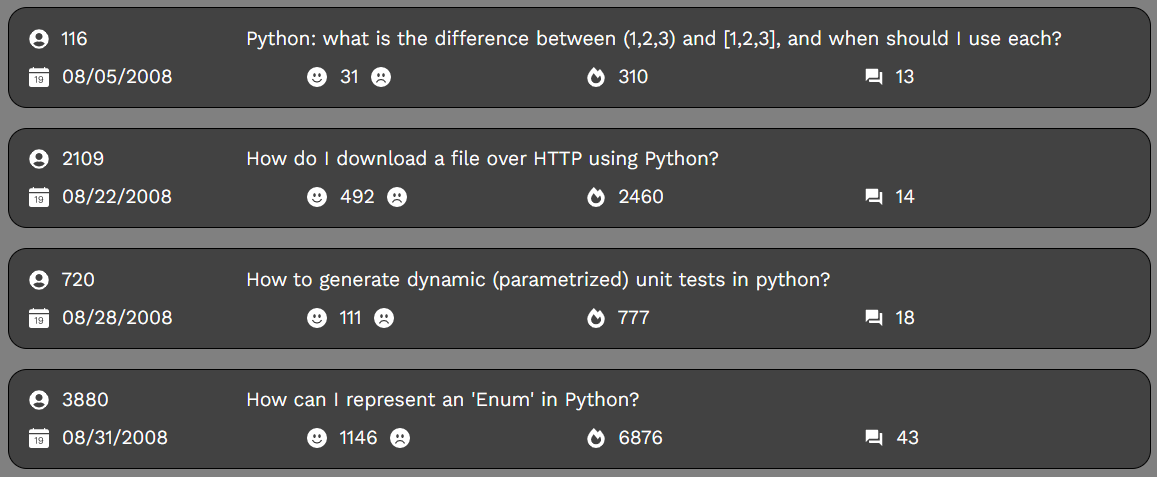 116 Python: what is the difference between (1,2,3) and [1,2,3], and when should I use each?
19 08/05/2008 31 310 13
2109 How do I download a file over HTTP using Python?
19 08/22/2008 492 2460 14
720 How to generate dynamic (parametrized) unit tests in python?
19 08/28/2008 111 777 18
3880 How can I represent an 'Enum' in Python?
19 08/31/2008 1146 6876 43